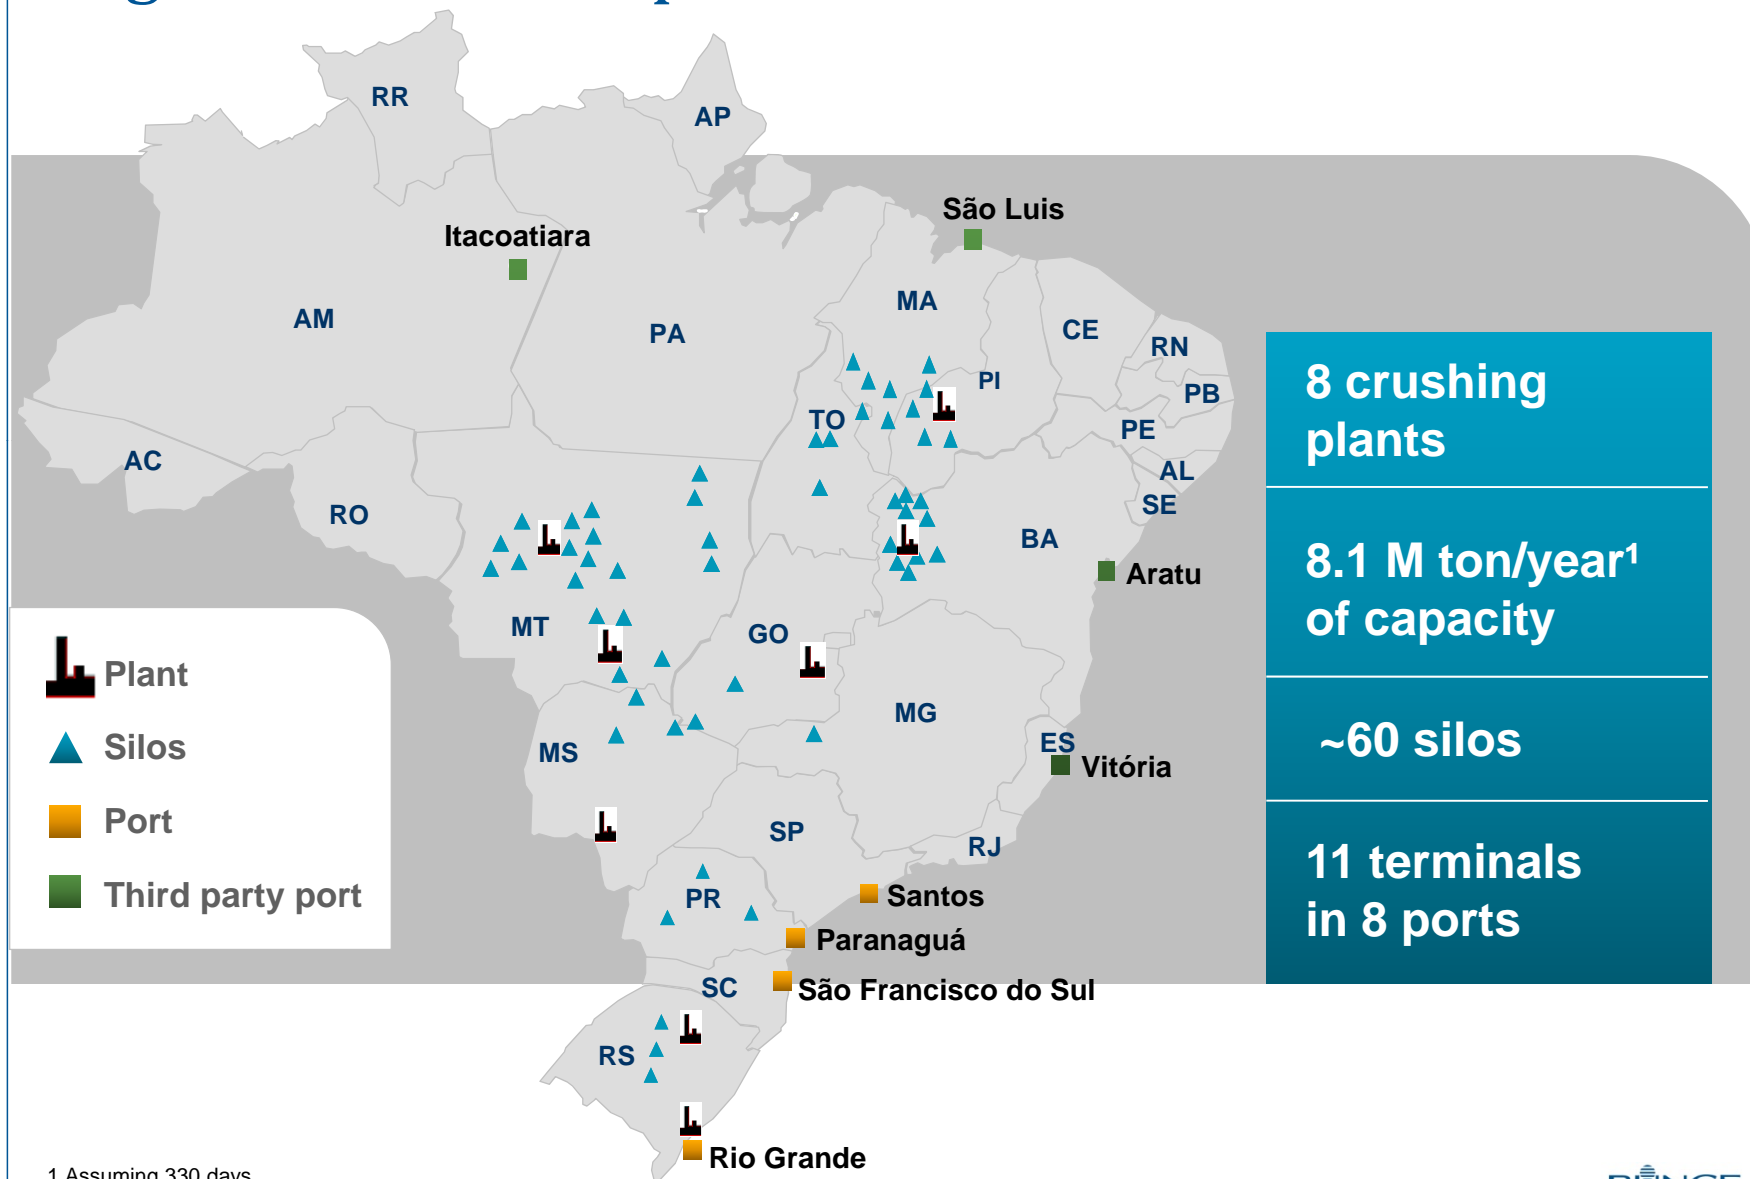 RR
AP
São Luis
Itacoatiara
MA
AM
PA
CE
RN
PI
PB
TO
PE
AC
AL
SE
RO
BA
Aratu
MT
GO
MG
MS
ES
Vitória
SP
RJ
PR
Santos
Paranaguá
SC
São Francisco do Sul
RS
Rio Grande
Plant
Silos
Port
Third party port
8 crushing
plants
8.1 M ton/year¹
of capacity
~60 silos
11 terminals
in 8 ports
1 Assuming 330 days
BUNGE